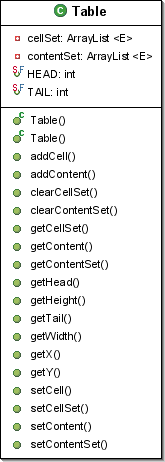 C Table
cellSet: ArrayList <E>
contentSet: ArrayList <E>
S F HEAD: int
S F TAIL: int
C Table()
C Table()
addCell()
addContent()
clearCellSet()
clearContentSet()
getCellSet()
getContent()
getContentSet()
getHead()
getHeight()
getTail()
getWidth()
getX()
getY()
setCell()
setCellSet()
setContent()
setContentSet()